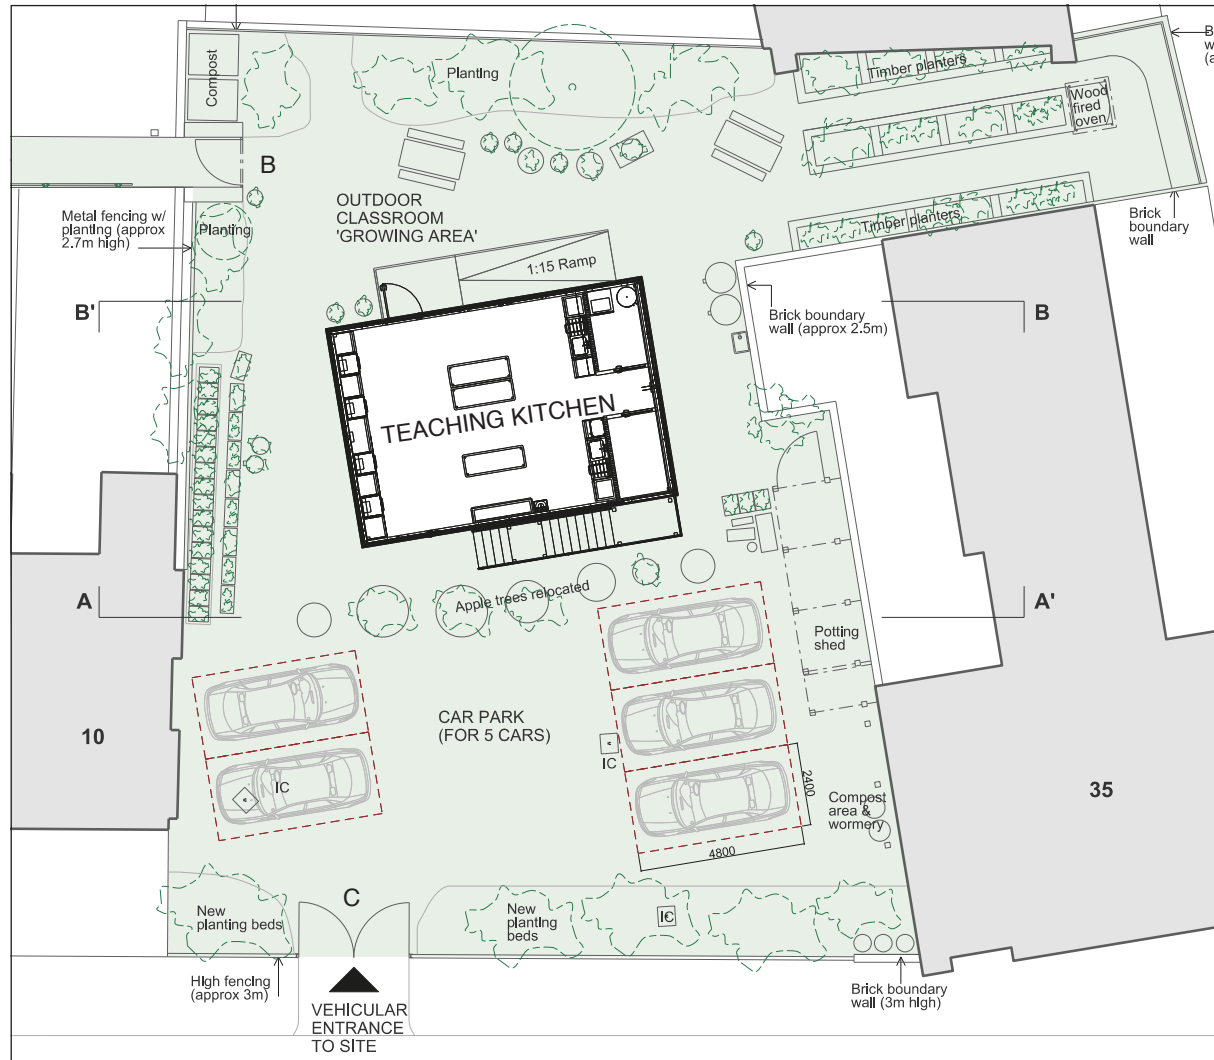 Compost
Planting
Timber planters
B
w
(a
Wood
fired
oven
B
OUTDOOR
CLASSROOM
'GROWING AREA'
Metal fencing w/
planting (approx
2.7m high)
Planting
Timber planters
Brick
boundary
wall
1:15 Ramp
B'
Brick boundary
wall (approx 2.5m)
B
TEACHING KITCHEN
A
Apple trees relocated
A'
Potting
shed
10
CAR PARK
(FOR 5 CARS)
IC
IC
2400
35
Compost
area &
wormery
4800
C
New
planting beds
New
planting
beds
IC
High fencing
(approx 3m)
VEHICULAR
ENTRANCE
TO SITE
Brick boundary
wall (3m high)